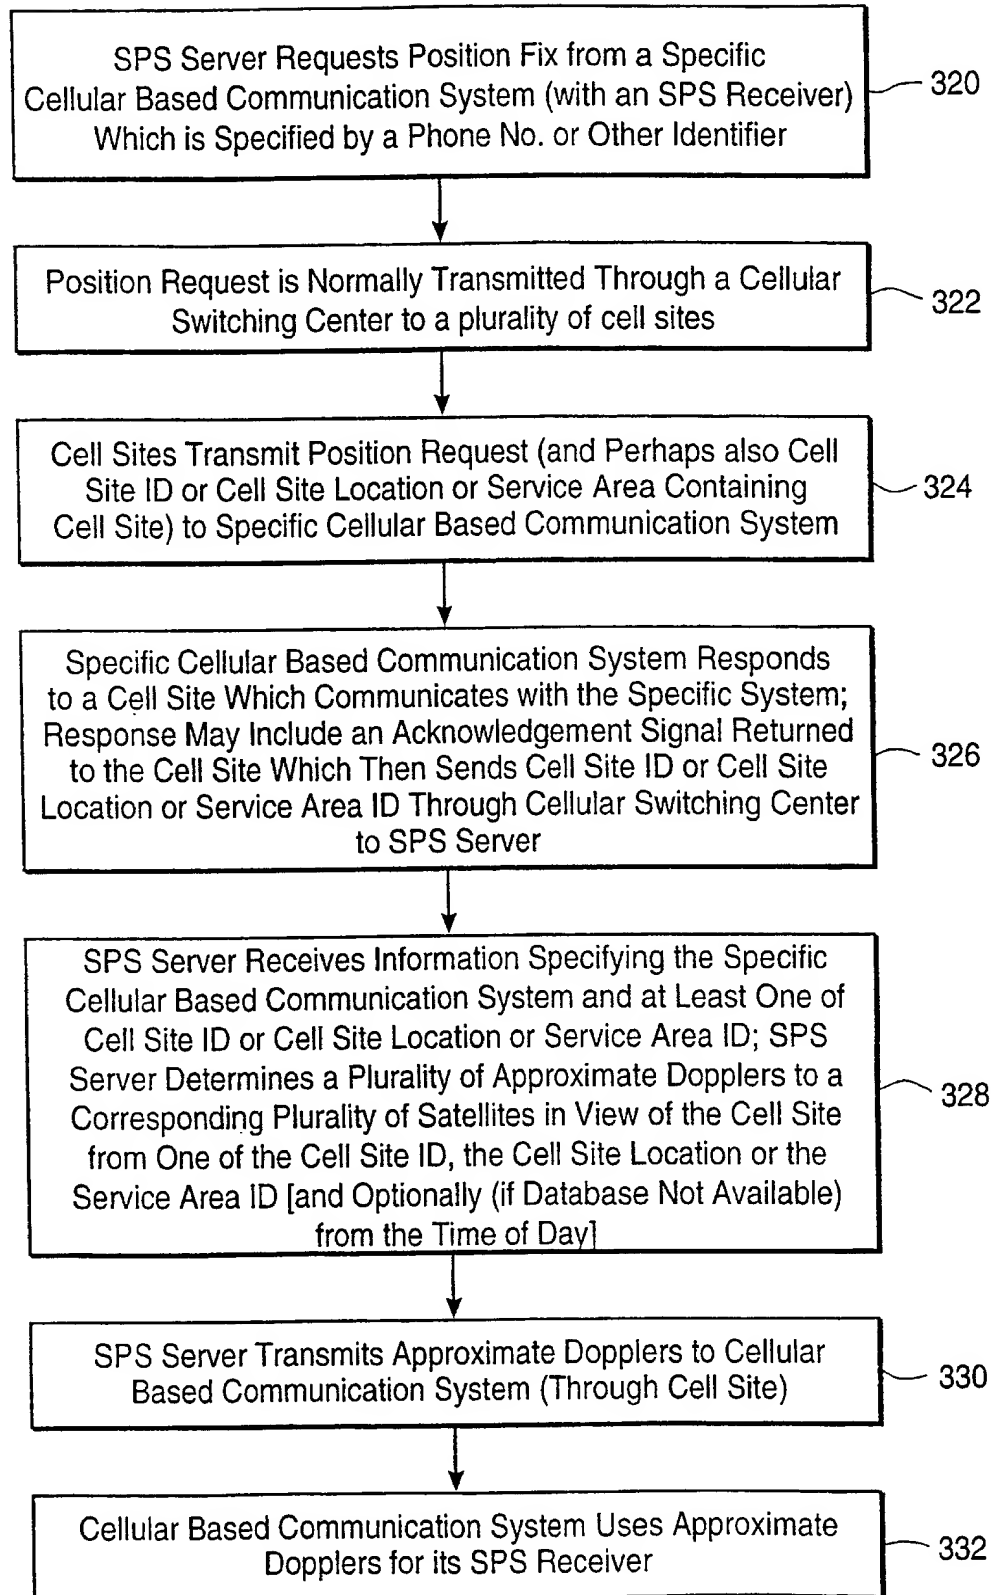 SPS Server Requests Position Fix from a Specific
Cellular Based Communication System (with an SPS Receiver)
Which is Specified by a Phone No. or Other Identifier
320
Position Request is Normally Transmitted Through a Cellular
Switching Center to a plurality of cell sites
322
Cell Sites Transmit Position Request (and Perhaps also Cell
Site ID or Cell Site Location or Service Area Containing
Cell Site) to Specific Cellular Based Communication System
324
Specific Cellular Based Communication System Responds
to a Cell Site Which Communicates with the Specific System;
Response May Include an Acknowledgement Signal Returned
to the Cell Site Which Then Sends Cell Site ID or Cell Site
Location or Service Area ID Through Cellular Switching Center
to SPS Server
326
SPS Server Receives Information Specifying the Specific
Cellular Based Communication System and at Least One of
Cell Site ID or Cell Site Location or Service Area ID; SPS
Server Determines a Plurality of Approximate Dopplers to a
Corresponding Plurality of Satellites in View of the Cell Site
from One of the Cell Site ID, the Cell Site Location or the
Service Area ID [and Optionally (if Database Not Available)
from the Time of Day]
328
SPS Server Transmits Approximate Dopplers to Cellular
Based Communication System (Through Cell Site)
330
Cellular Based Communication System Uses Approximate
Dopplers for its SPS Receiver
332